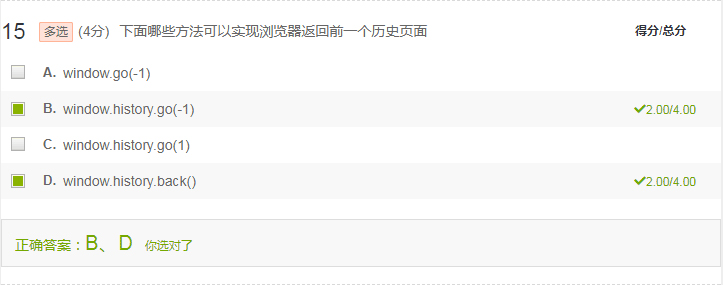 15 多选 (4分) 下面哪些方法可以实现浏览器返回前一个历史页面 得分/总分
A. window.go(-1)
B. window.history.go(-1) 2.00/4.00
C. window.history.go(1)
D. window.history.back() 2.00/4.00
正确答案：B、D 你选对了